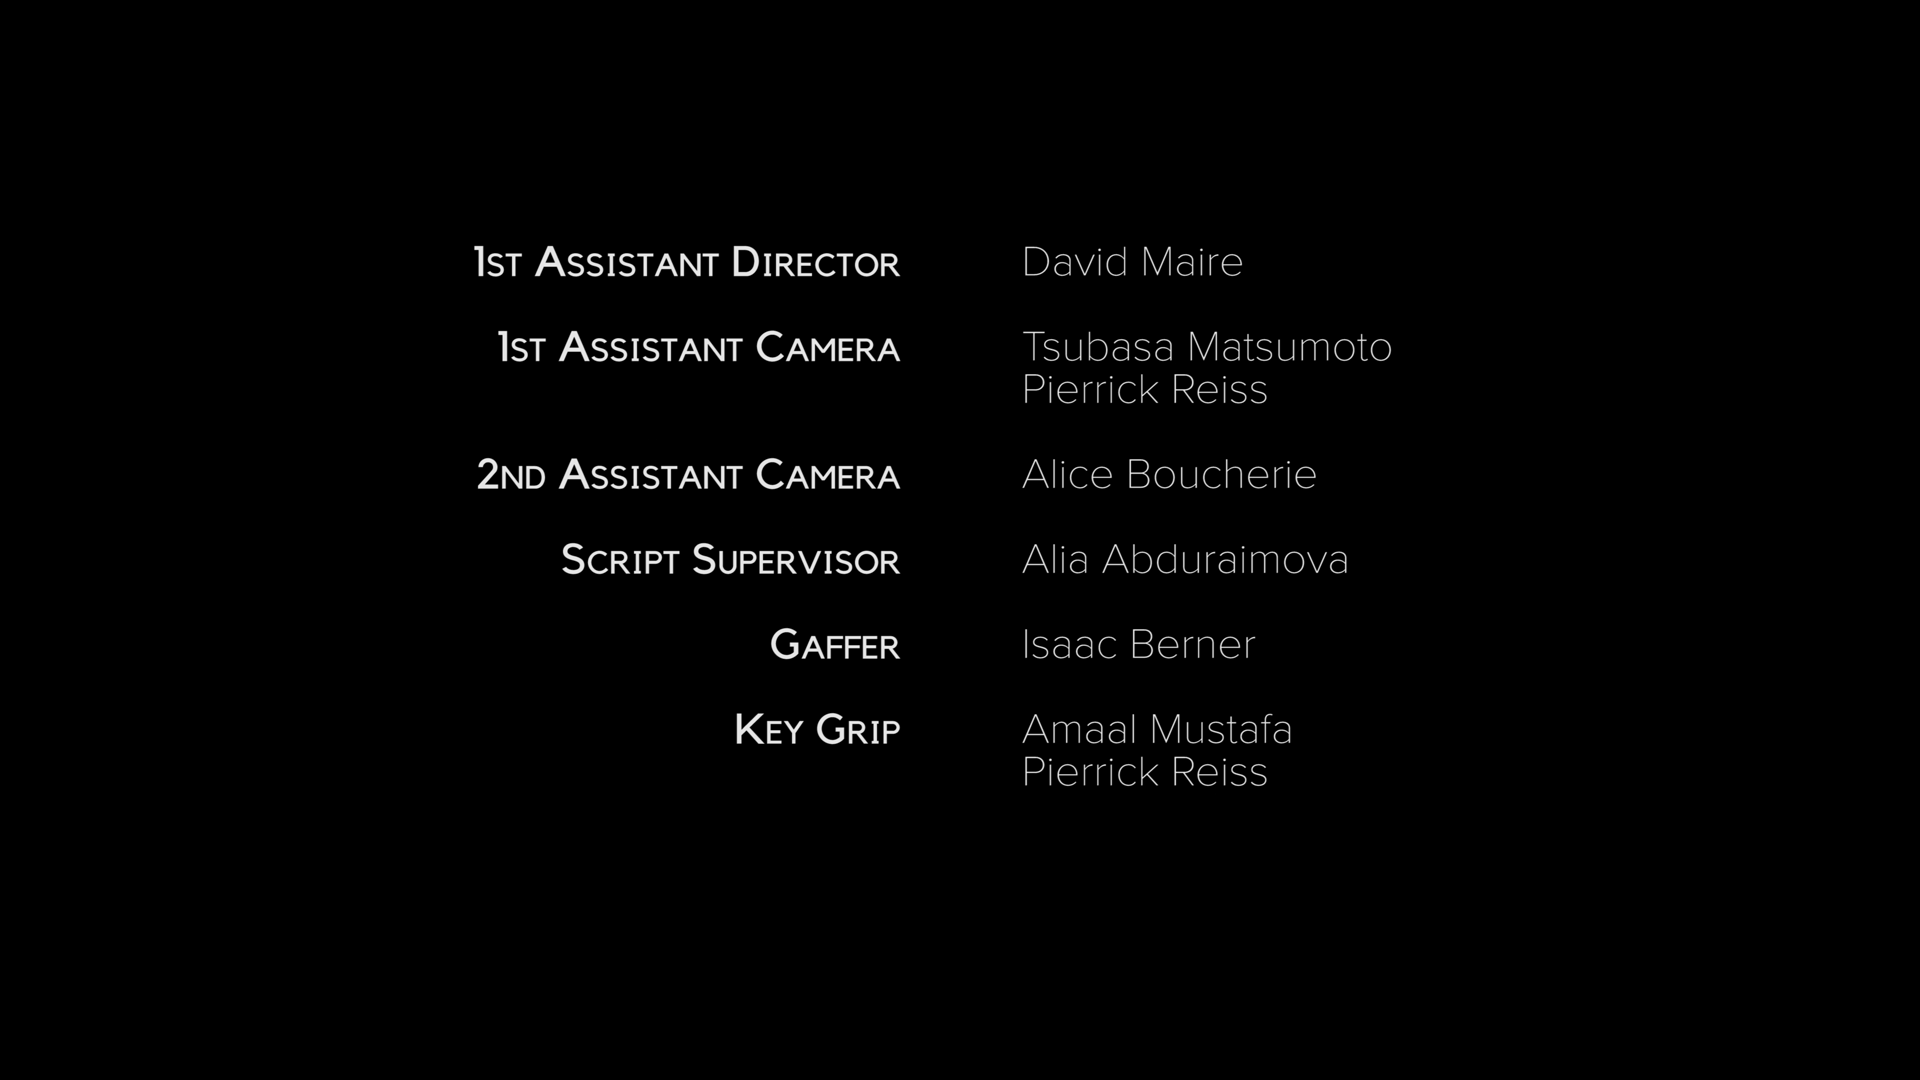 1st Assistant Director David Maire
1st Assistant Camera Tsubasa Matsumoto
Pierrick Reiss
2nd Assistant Camera Alice Boucherie
Script Supervisor Alia Abduraimova
Gaffer Isaac Berner
Key Grip Amaal Mustafa
Pierrick Reiss